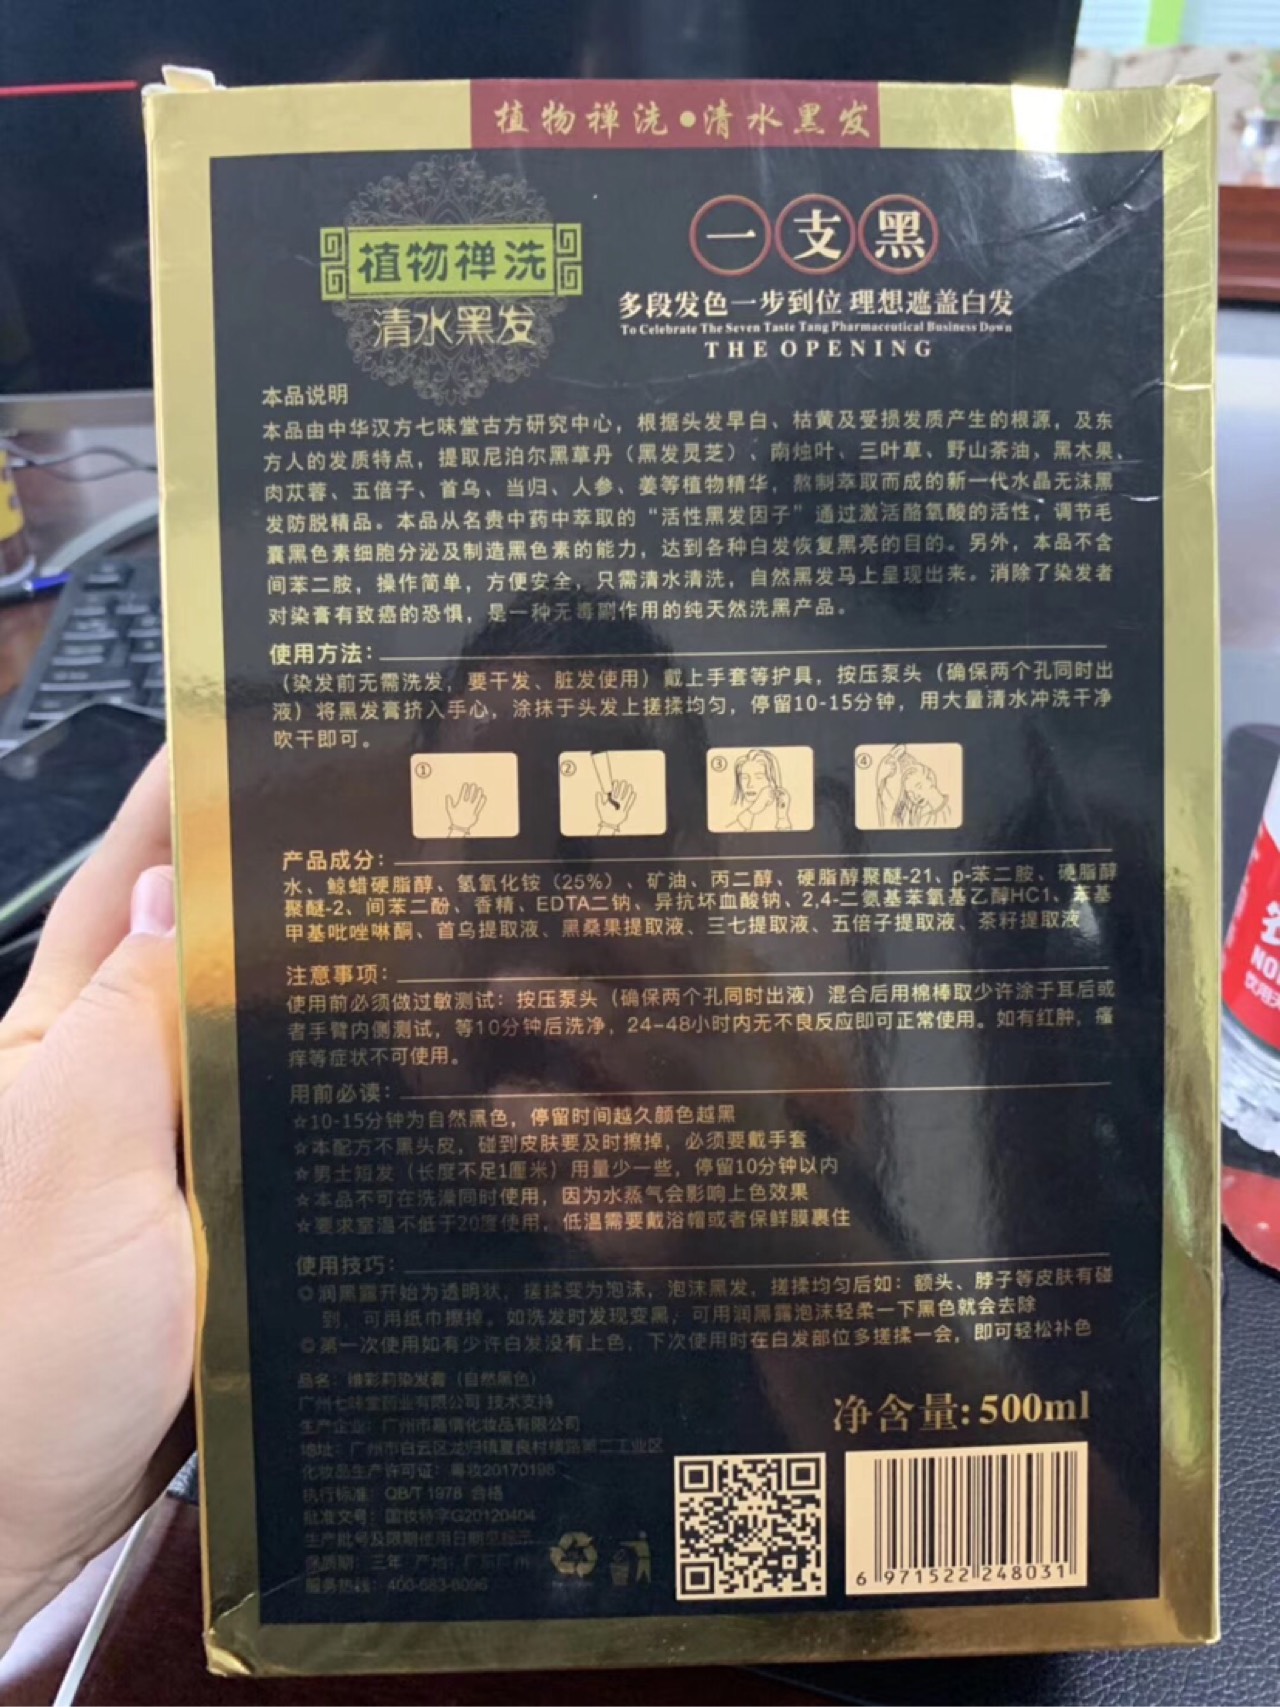 植物禅洗●清水黑发
植物禅洗
清水黑发
一支黑
多段发色一步到位 理想遮盖白发
To Celebrate The Seven Taste Tang Pharmaceutical Business Down
THE OPENING
本品说明
本品由中华汉方七味堂古方研究中心，根据头发早白、枯黄及受损发质产生的根源，及东
方人的发质特点，提取尼泊尔黑草丹（黑发灵芝）、南烛叶、三叶草、野山茶油，黑木果、
肉苁蓉、五倍子、首乌、当归、人参、姜等植物精华，熬制萃取而成的新一代水晶无沫黑
发防脱精品。本品从名贵中药中萃取的“活性黑发因子”通过激活酪氧酸的活性，调节毛
囊黑色素细胞分泌及制造黑色素的能力，达到各种白发恢复黑亮的目的。另外，本品不含
间苯二胺，操作简单，方便安全，只需清水清洗，自然黑发马上呈现出来。消除了染发者
对染膏有致癌的恐惧，是一种无毒副作用的纯天然洗黑产品。
使用方法：
（染发前无需洗发，要干发、脏发使用）戴上手套等护具，按压泵头（确保两个孔同时出
液）将黑发膏挤入手心，涂抹于头发上搓揉均匀，停留10-15分钟，用大量清水冲洗干净
吹干即可。
① ② ③ ④
产品成分：
水、鲸蜡硬脂醇、氢氧化铵（25%）、矿油、丙二醇、硬脂醇聚醚-21、p-苯二胺、硬脂醇
聚醚-2、间苯二酚、香精、EDTA二钠、异抗坏血酸钠、2,4-二氨基苯氧基乙醇HC1、苯基
甲基吡唑啉酮、首乌提取液、黑桑果提取液、三七提取液、五倍子提取液、茶籽提取液
注意事项：
使用前必须做过敏测试：按压泵头（确保两个孔同时出液）混合后用棉棒取少许涂于耳后或
者手臂内侧测试，等10分钟后洗净，24-48小时内无不良反应即可正常使用。如有红肿，瘙
痒等症状不可使用。
用前必读：
☆10-15分钟为自然黑色，停留时间越久颜色越黑
☆本配方不黑头皮，碰到皮肤要及时擦掉，必须要戴手套
☆男士短发（长度不足1厘米）用量少一些，停留10分钟以内
☆本品不可在洗澡同时使用，因为水蒸气会影响上色效果
☆要求室温不低于20度使用，低温需要戴浴帽或者保鲜膜裹住
使用技巧：
◎润黑露开始为透明状，搓揉变为泡沫，泡沫黑发，搓揉均匀后如：额头、脖子等皮肤有碰
到，可用纸巾擦掉。如洗发时发现变黑，可用润黑露泡沫轻柔一下黑色就会去除
◎第一次使用如有少许白发没有上色，下次使用时在白发部位多搓揉一会，即可轻松补色
品名：维彩莉染发膏（自然黑色）
广州七味堂药业有限公司 技术支持
生产企业：广州市嘉倩化妆品有限公司
地址：广州市白云区龙归镇夏良村横路第二工业区
化妆品生产许可证：粤妆20170198
执行标准：QB/T 1978 合格
批准文号：国妆特字G20120404
生产批号及限期使用日期见标示
保质期：三年 产地：广东广州
服务热线：400-683-6096
净含量：500ml
6 971522 248031